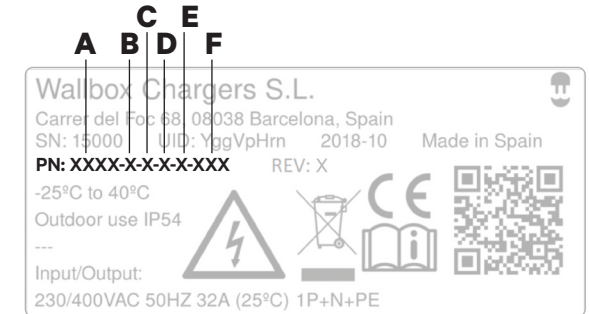 C E
A B D F
Wallbox Chargers S.L.
Carrer del Foc 68, 08038 Barcelona, Spain
SN: 15000 UID: YggVpHrn 2018-10 Made in Spain
PN: XXXX-X-X-X-X-XXX REV: X
-25ºC to 40ºC
Outdoor use IP54
---
Input/Output:
230/400VAC 50HZ 32A (25ºC) 1P+N+PE
CE
i